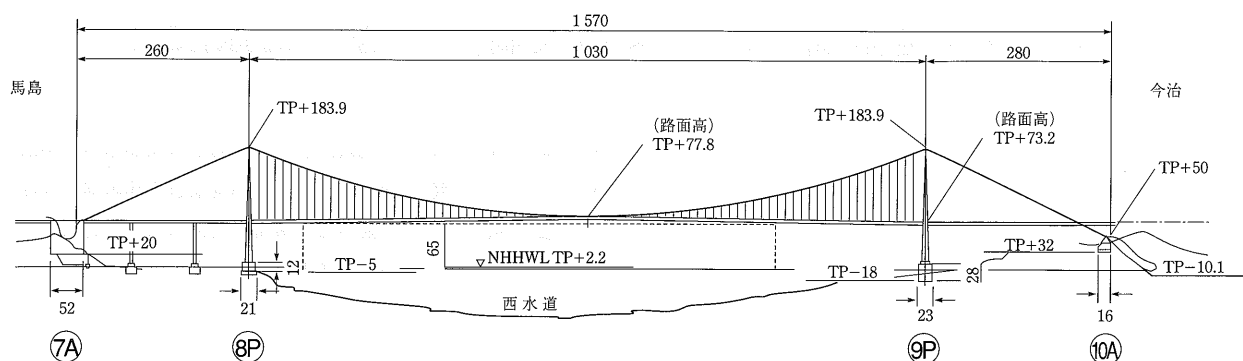 1 570
260
1 030
280
馬島
今治
TP+183.9
(路面高)
TP+77.8
TP+183.9
(路面高)
TP+73.2
TP+50
TP+20
65
NHHWL TP+2.2
TP+32
12
TP−5
TP−18
28
TP−10.1
52
21
西水道
23
16
7A
8P
9P
10A